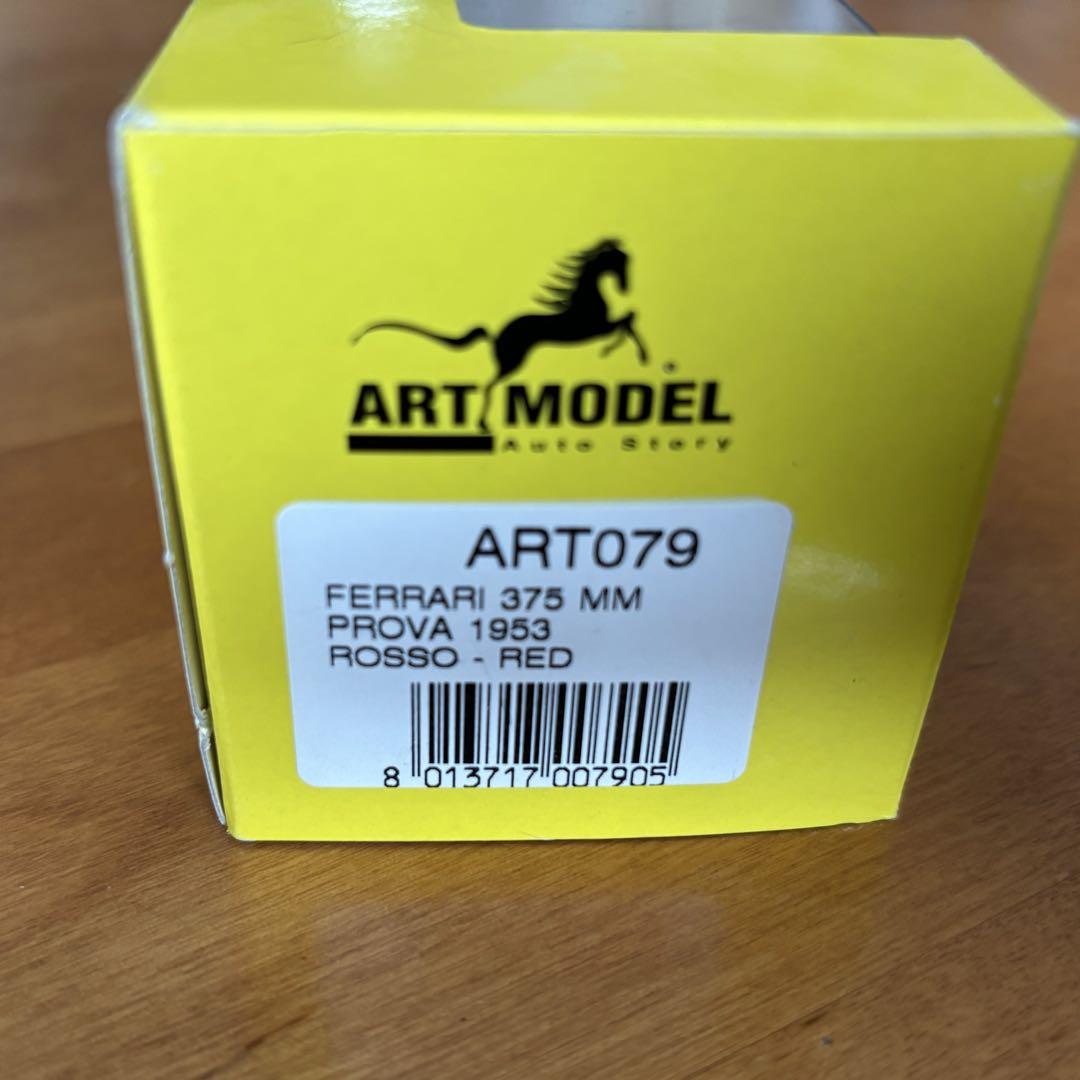 ART MODEL
Auto Story
ART079
FERRARI 375 MM
PROVA 1953
ROSSO - RED
8 013717 007905